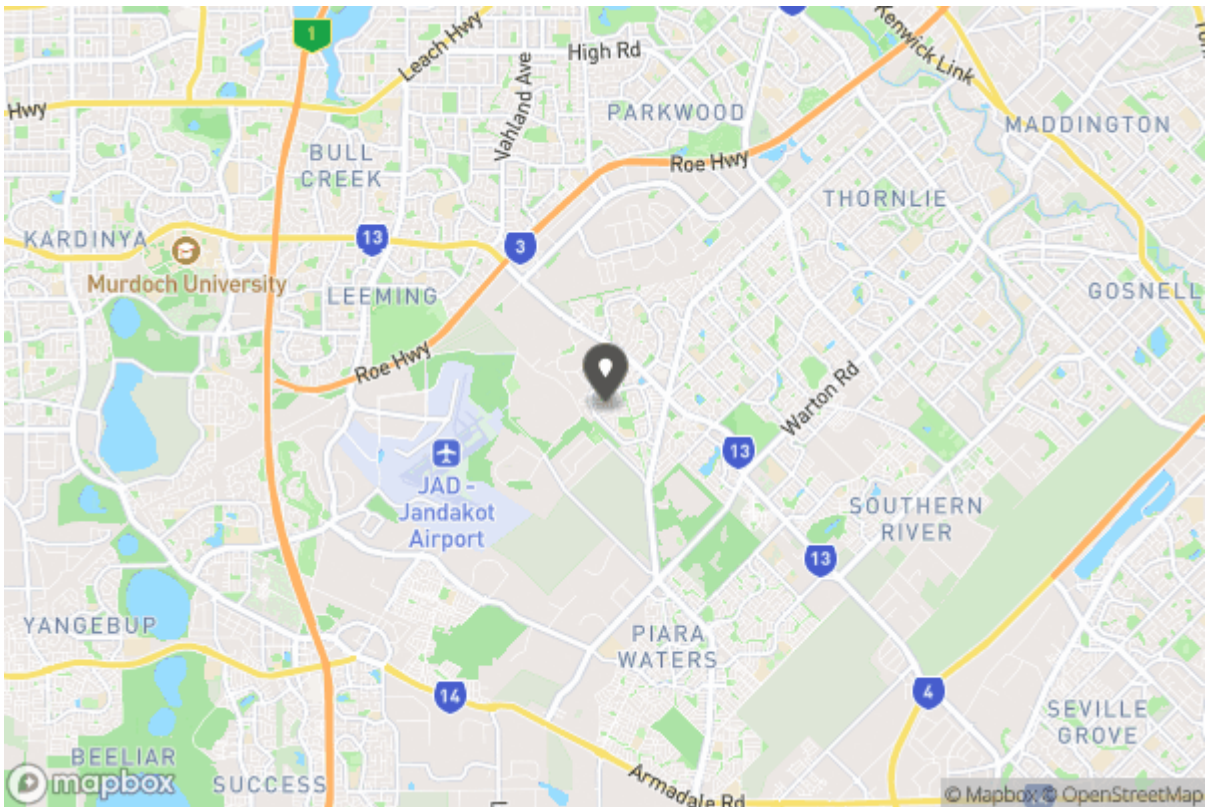 1
High Rd
Leach Hwy
Vahland Ave
Kenwick Link
Hwy
PARKWOOD
MADDINGTON
BULL
CREEK
Roe Hwy
THORNLIE
KARDINYA
13
3
Murdoch University
LEEMING
GOSNELL
Roe Hwy
Warton Rd
13
JAD -
Jandakot
Airport
SOUTHERN
RIVER
13
YANGEBUP
PIARA
WATERS
14
4
SEVILLE
GROVE
BEELIAR
SUCCESS
Armadale Rd
mapbox
© Mapbox © OpenStreetMap